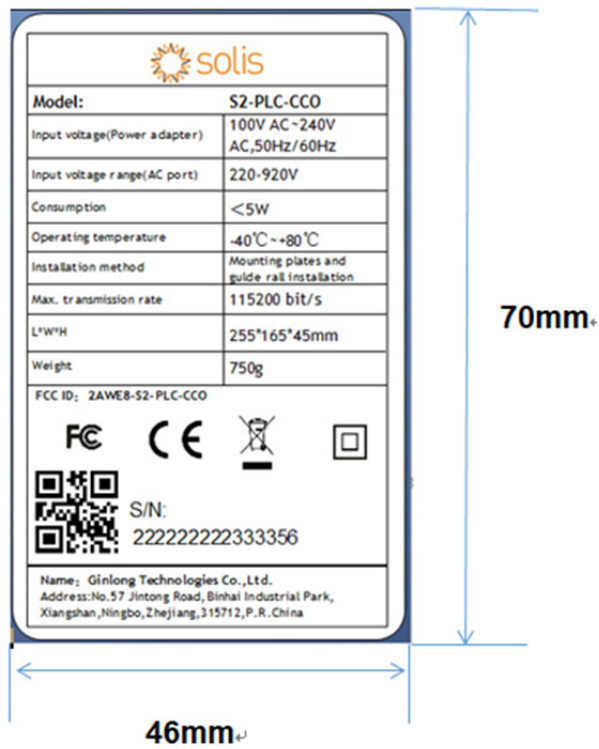 solis
Model: S2-PLC-CCO
Input voltage(Power adapter) 100V AC~240V
AC,50Hz/60Hz
Input voltage range(AC port) 220-920V
Consumption <5W
Operating temperature -40℃~+80℃
Installation method Mounting plates and
guide rail installation
Max. transmission rate 115200 bit/s
L*W*H 255*165*45mm
Weight 750g
FCC ID: 2AWE8-S2-PLC-CCO
FC CE
S/N:
222222222333356
Name: Ginlong Technologies Co.,Ltd.
Address:No.57 Jintong Road, Binhai Industrial Park,
Xiangshan,Ningbo,Zhejiang,315712,P.R.China
70mm
46mm